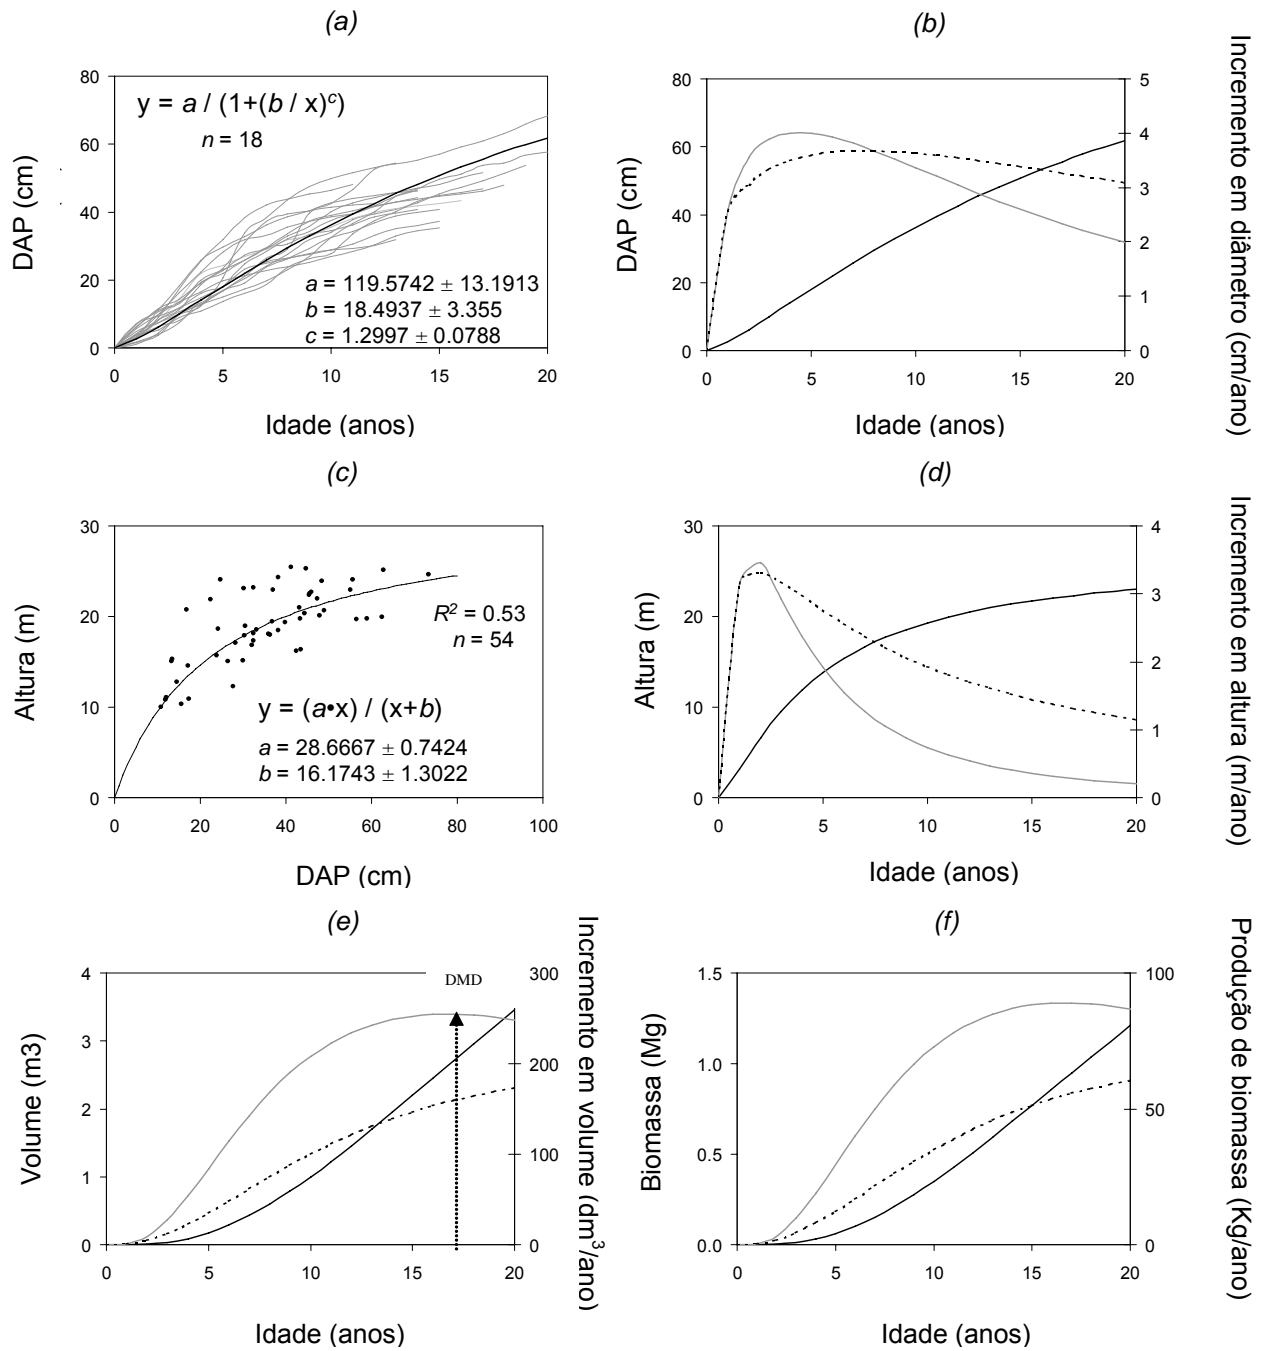 (a)
80
60
40
20
0
DAP (cm)
y = a / (1+(b / x)^c)
n = 18
a = 119.5742 ± 13.1913
b = 18.4937 ± 3.355
c = 1.2997 ± 0.0788
0 5 10 15 20
Idade (anos)
(b)
80
60
40
20
0
DAP (cm)
5
4
3
2
1
0
Incremento em diâmetro (cm/ano)
0 5 10 15 20
Idade (anos)
(c)
30
20
10
0
Altura (m)
R² = 0.53
n = 54
y = (a•x) / (x+b)
a = 28.6667 ± 0.7424
b = 16.1743 ± 1.3022
0 20 40 60 80 100
DAP (cm)
(d)
30
20
10
0
Altura (m)
4
3
2
1
0
Incremento em altura (m/ano)
0 5 10 15 20
Idade (anos)
(e)
4
3
2
1
0
Volume (m3)
DMD
300
200
100
0
Incremento em volume (dm³/ano)
0 5 10 15 20
Idade (anos)
(f)
1.5
1.0
0.5
0.0
Biomassa (Mg)
100
50
0
Produção de biomassa (Kg/ano)
0 5 10 15 20
Idade (anos)